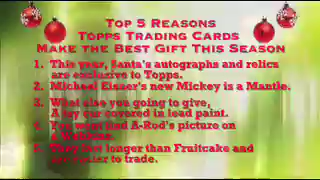 Top 5 Reasons
Topps Trading Cards
Make the Best Gift This Season
1. This year, Santa's autographs and relics
are exclusive to Topps.
2. Michael Eisner's new Mickey is a Mantle.
3. What else you going to give,
A toy car covered in lead paint.
4. You want A-Rod's picture on
a
5. They last longer than Fruitcake and
are easier to trade.